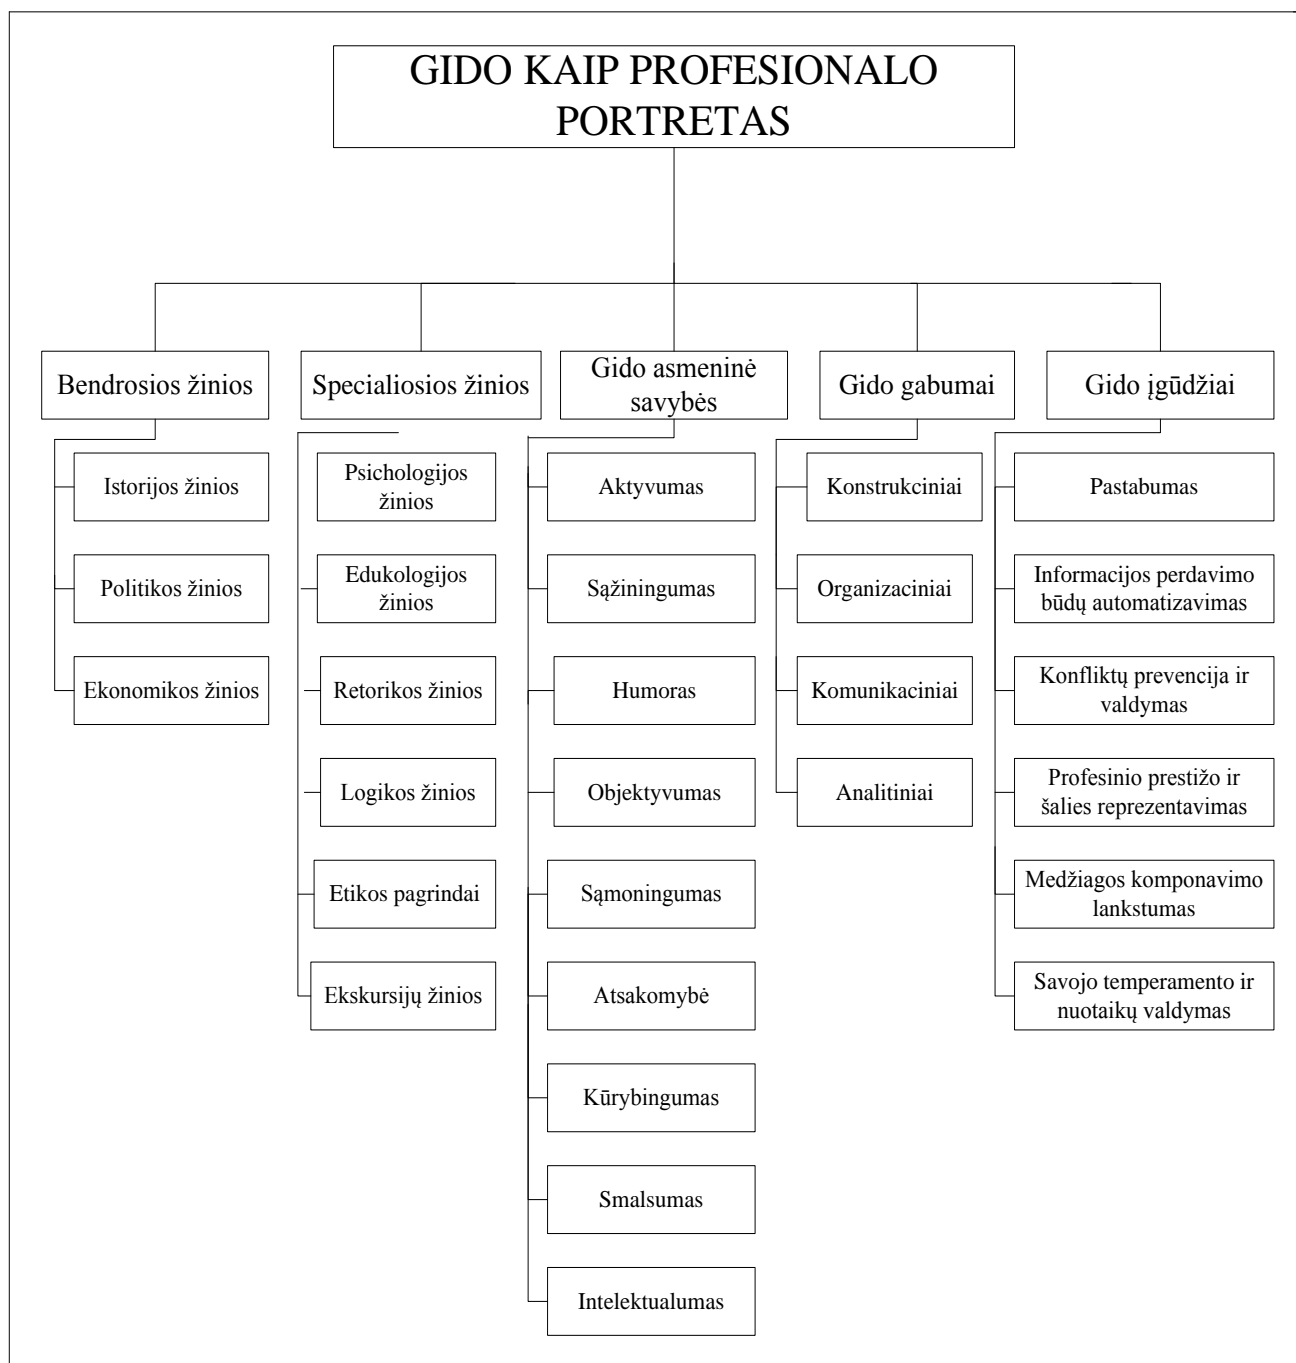 GIDO KAIP PROFESIONALO
PORTRETAS
Bendrosios žinios
Istorijos žinios
Politikos žinios
Ekonomikos žinios
Specialiosios žinios
Psichologijos
žinios
Edukologijos
žinios
Retorikos žinios
Logikos žinios
Etikos pagrindai
Ekskursijų žinios
Gido asmeninė
savybės
Aktyvumas
Sąžiningumas
Humoras
Objektyvumas
Sąmoningumas
Atsakomybė
Kūrybingumas
Smalsumas
Intelektualumas
Gido gabumai
Konstrukciniai
Organizaciniai
Komunikaciniai
Analitiniai
Gido įgūdžiai
Pastabumas
Informacijos perdavimo
būdų automatizavimas
Konfliktų prevencija ir
valdymas
Profesinio prestižo ir
šalies reprezentavimas
Medžiagos komponavimo
lankstumas
Savojo temperamento ir
nuotaikų valdymas